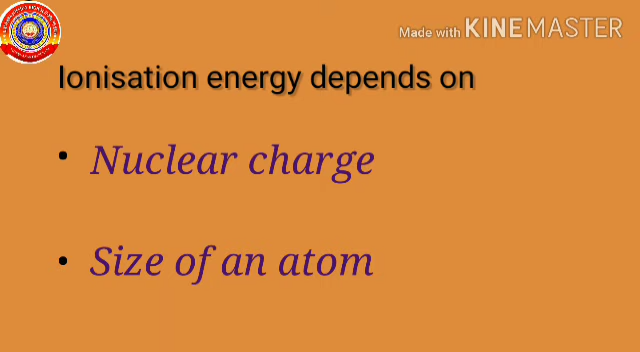 Made with KINEMASTER
Ionisation energy depends on
• Nuclear charge
• Size of an atom